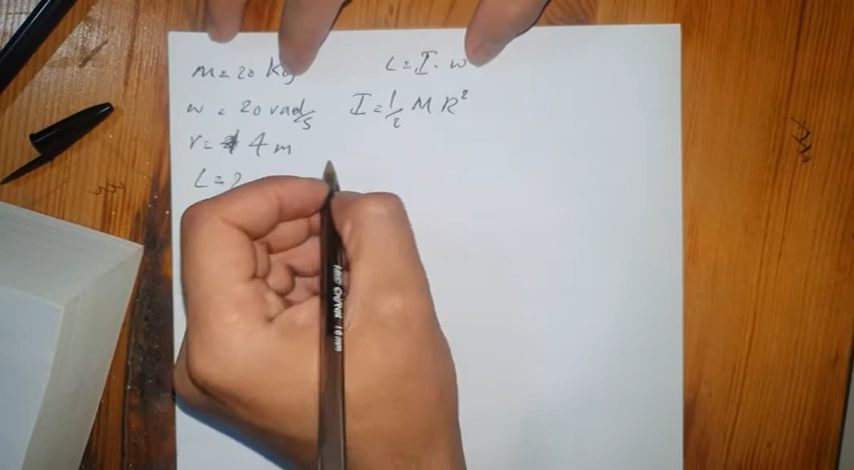 m = 20 Kg
L = I · w
w = 20 rad/s
I = 1/2 M R²
r = 4 m
L = ?